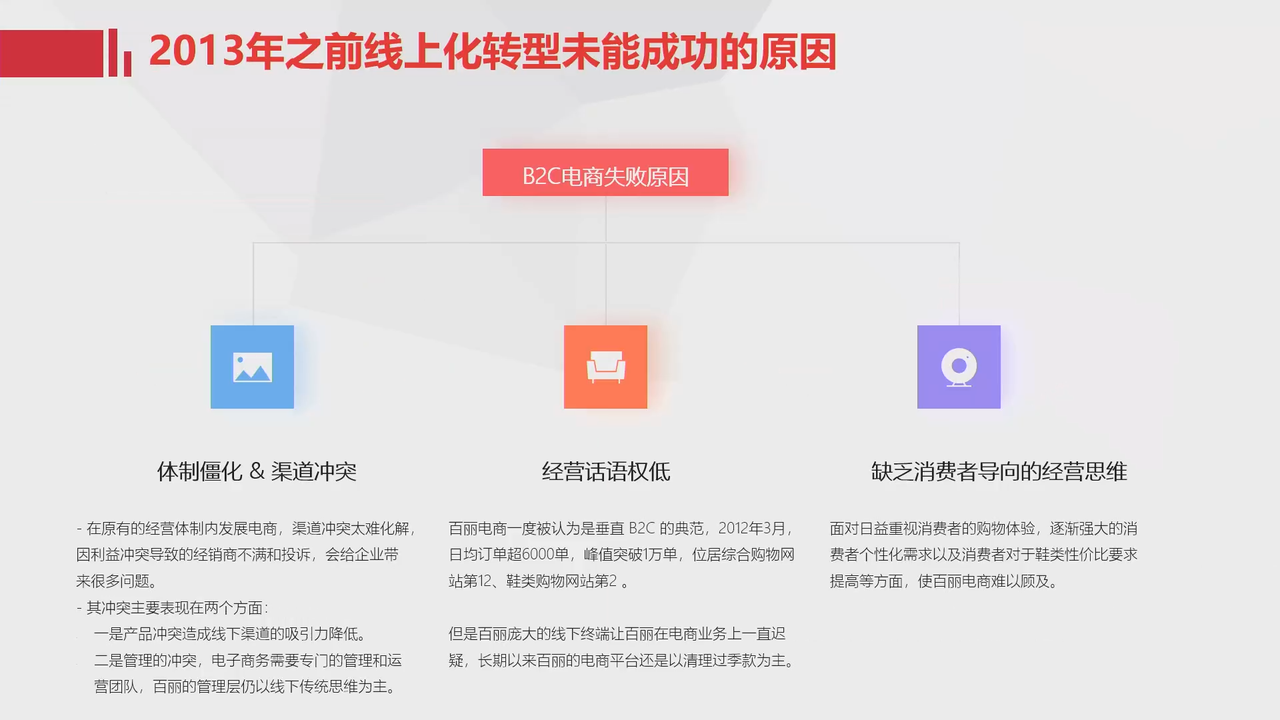 2013年之前线上化转型未能成功的原因
B2C电商失败原因
体制僵化 & 渠道冲突
- 在原有的经营体制内发展电商，渠道冲突太难化解，
因利益冲突导致的经销商不满和投诉，会给企业带
来很多问题。
- 其冲突主要表现在两个方面：
一是产品冲突造成线下渠道的吸引力降低。
二是管理的冲突，电子商务需要专门的管理和运
营团队，百丽的管理层仍以线下传统思维为主。
经营话语权低
百丽电商一度被认为是垂直 B2C 的典范，2012年3月，
日均订单超6000单，峰值突破1万单，位居综合购物网
站第12、鞋类购物网站第2 。
但是百丽庞大的线下终端让百丽在电商业务上一直迟
疑，长期以来百丽的电商平台还是以清理过季款为主。
缺乏消费者导向的经营思维
面对日益重视消费者的购物体验，逐渐强大的消
费者个性化需求以及消费者对于鞋类性价比要求
提高等方面，使百丽电商难以顾及。